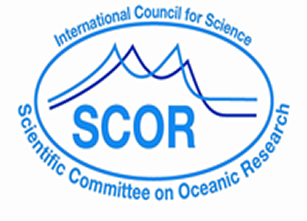 International Council for Science
SCOR
Scientific Committee on Oceanic Research